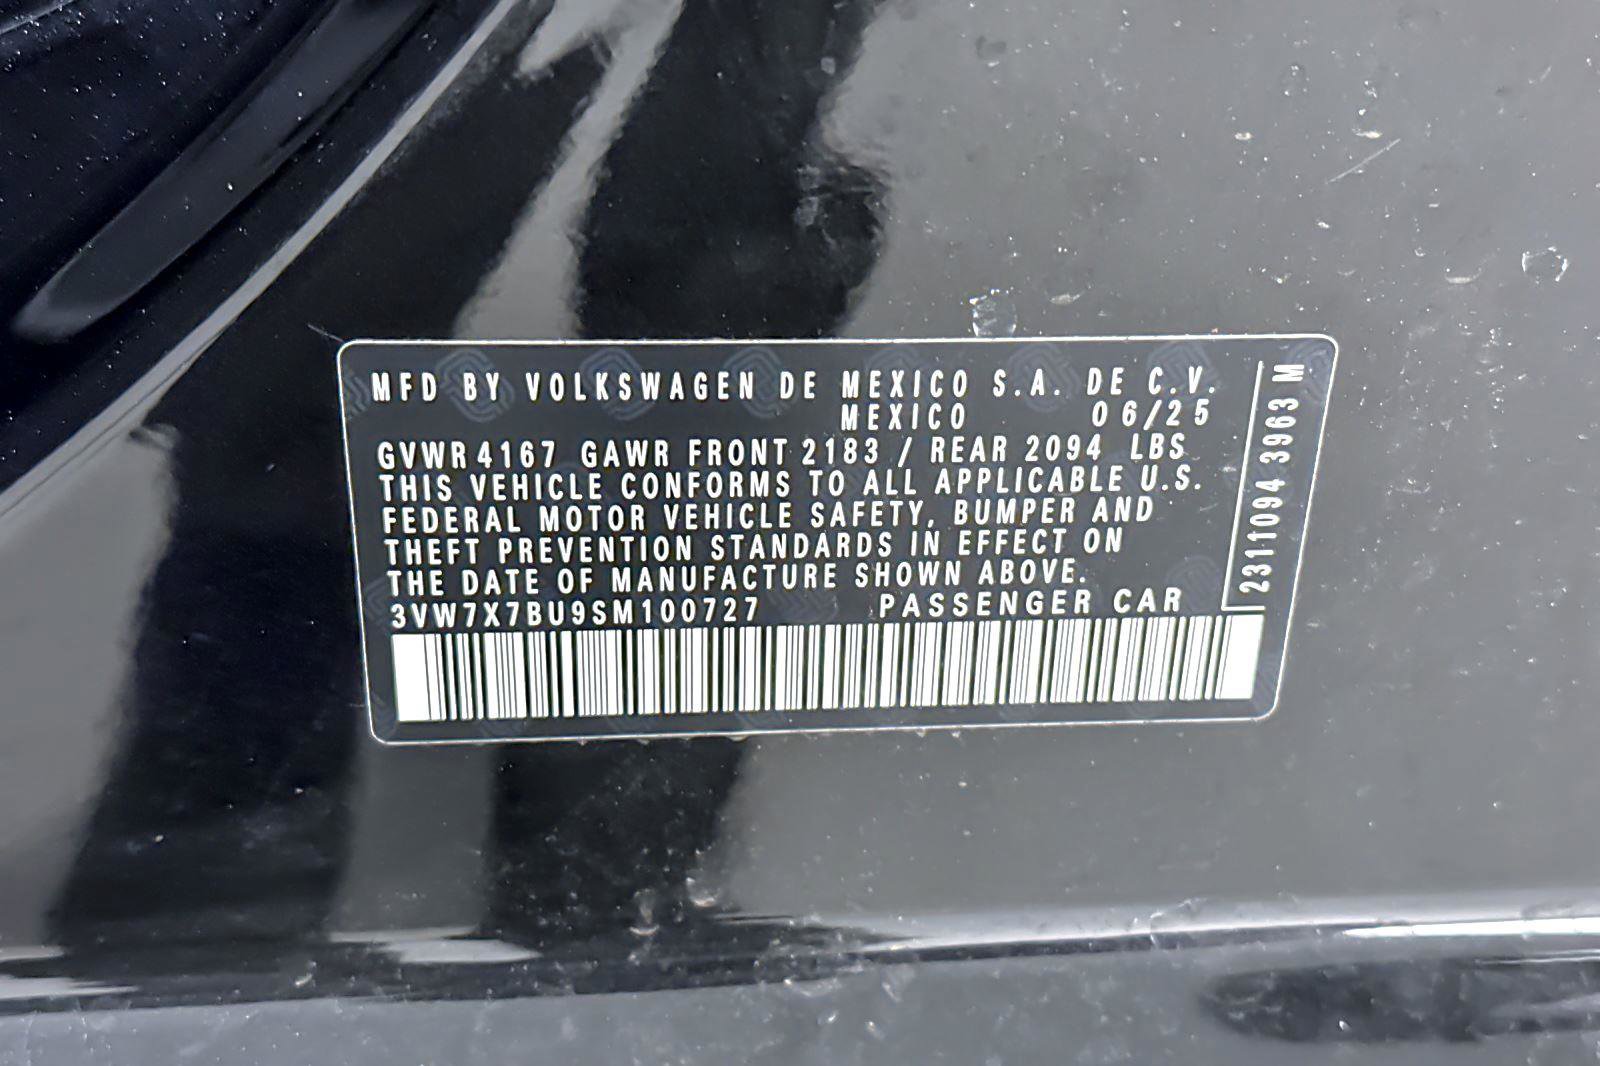 MFD BY VOLKSWAGEN DE MEXICO S.A. DE C.V.
MEXICO 06/25
GVWR 4167 GAWR FRONT 2183 / REAR 2094 LBS
THIS VEHICLE CONFORMS TO ALL APPLICABLE U.S.
FEDERAL MOTOR VEHICLE SAFETY, BUMPER AND
THEFT PREVENTION STANDARDS IN EFFECT ON
THE DATE OF MANUFACTURE SHOWN ABOVE.
3VW7X7BU9SM100727 PASSENGER CAR
2311094 3963 M